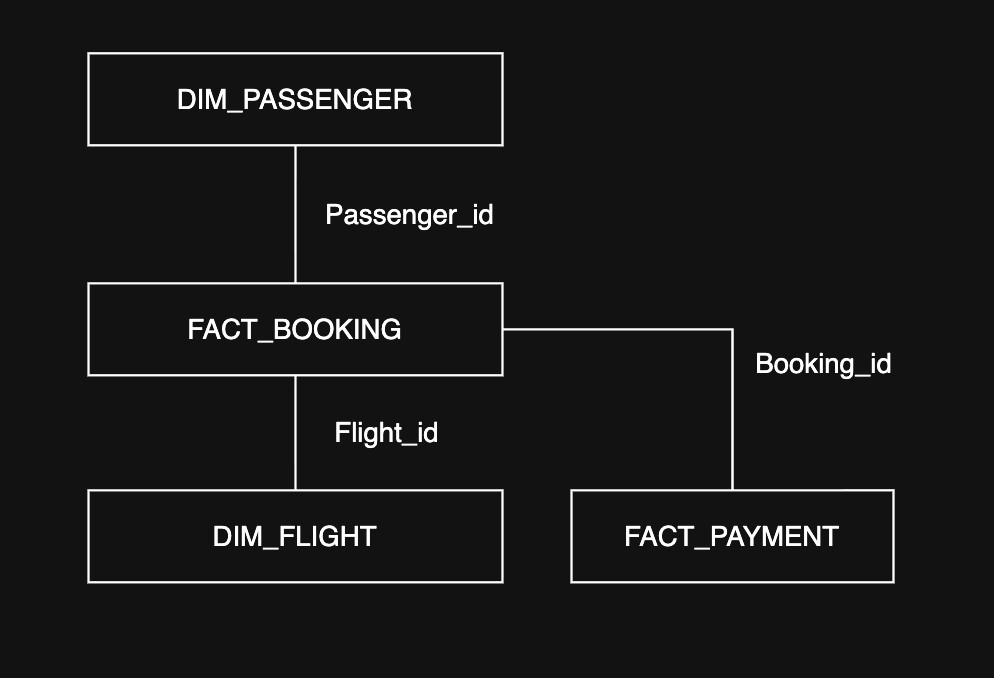 DIM_PASSENGER
Passenger_id
FACT_BOOKING
Booking_id
Flight_id
DIM_FLIGHT
FACT_PAYMENT